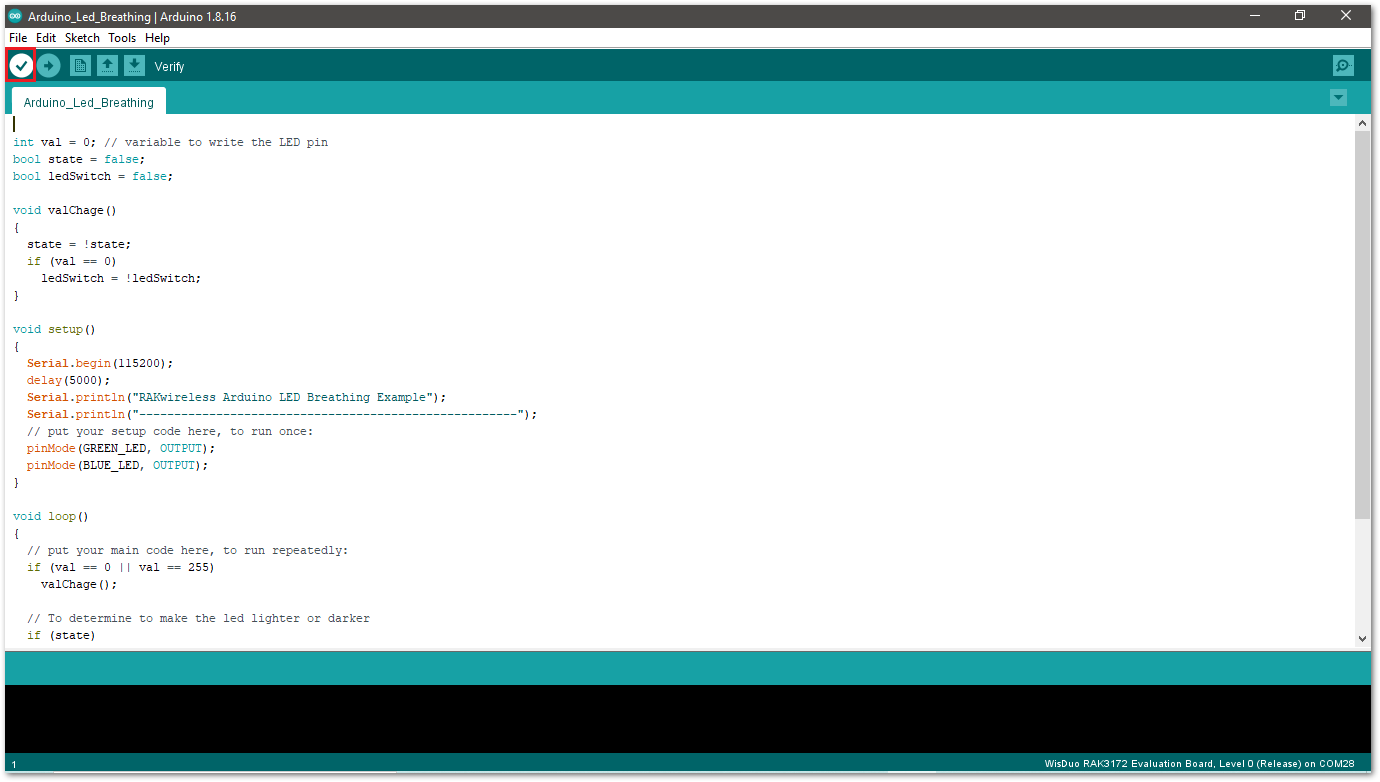 Arduino_Led_Breathing | Arduino 1.8.16
File Edit Sketch Tools Help
Verify
Arduino_Led_Breathing
int val = 0; // variable to write the LED pin
bool state = false;
bool ledSwitch = false;
void valChage()
{
state = !state;
if (val == 0)
ledSwitch = !ledSwitch;
}
void setup()
{
Serial.begin(115200);
delay(5000);
Serial.println("RAKwireless Arduino LED Breathing Example");
Serial.println("------------------------------------------------------");
// put your setup code here, to run once:
pinMode(GREEN_LED, OUTPUT);
pinMode(BLUE_LED, OUTPUT);
}
void loop()
{
// put your main code here, to run repeatedly:
if (val == 0 || val == 255)
valChage();
// To determine to make the led lighter or darker
if (state)
1
WisDuo RAK3172 Evaluation Board, Level 0 (Release) on COM28